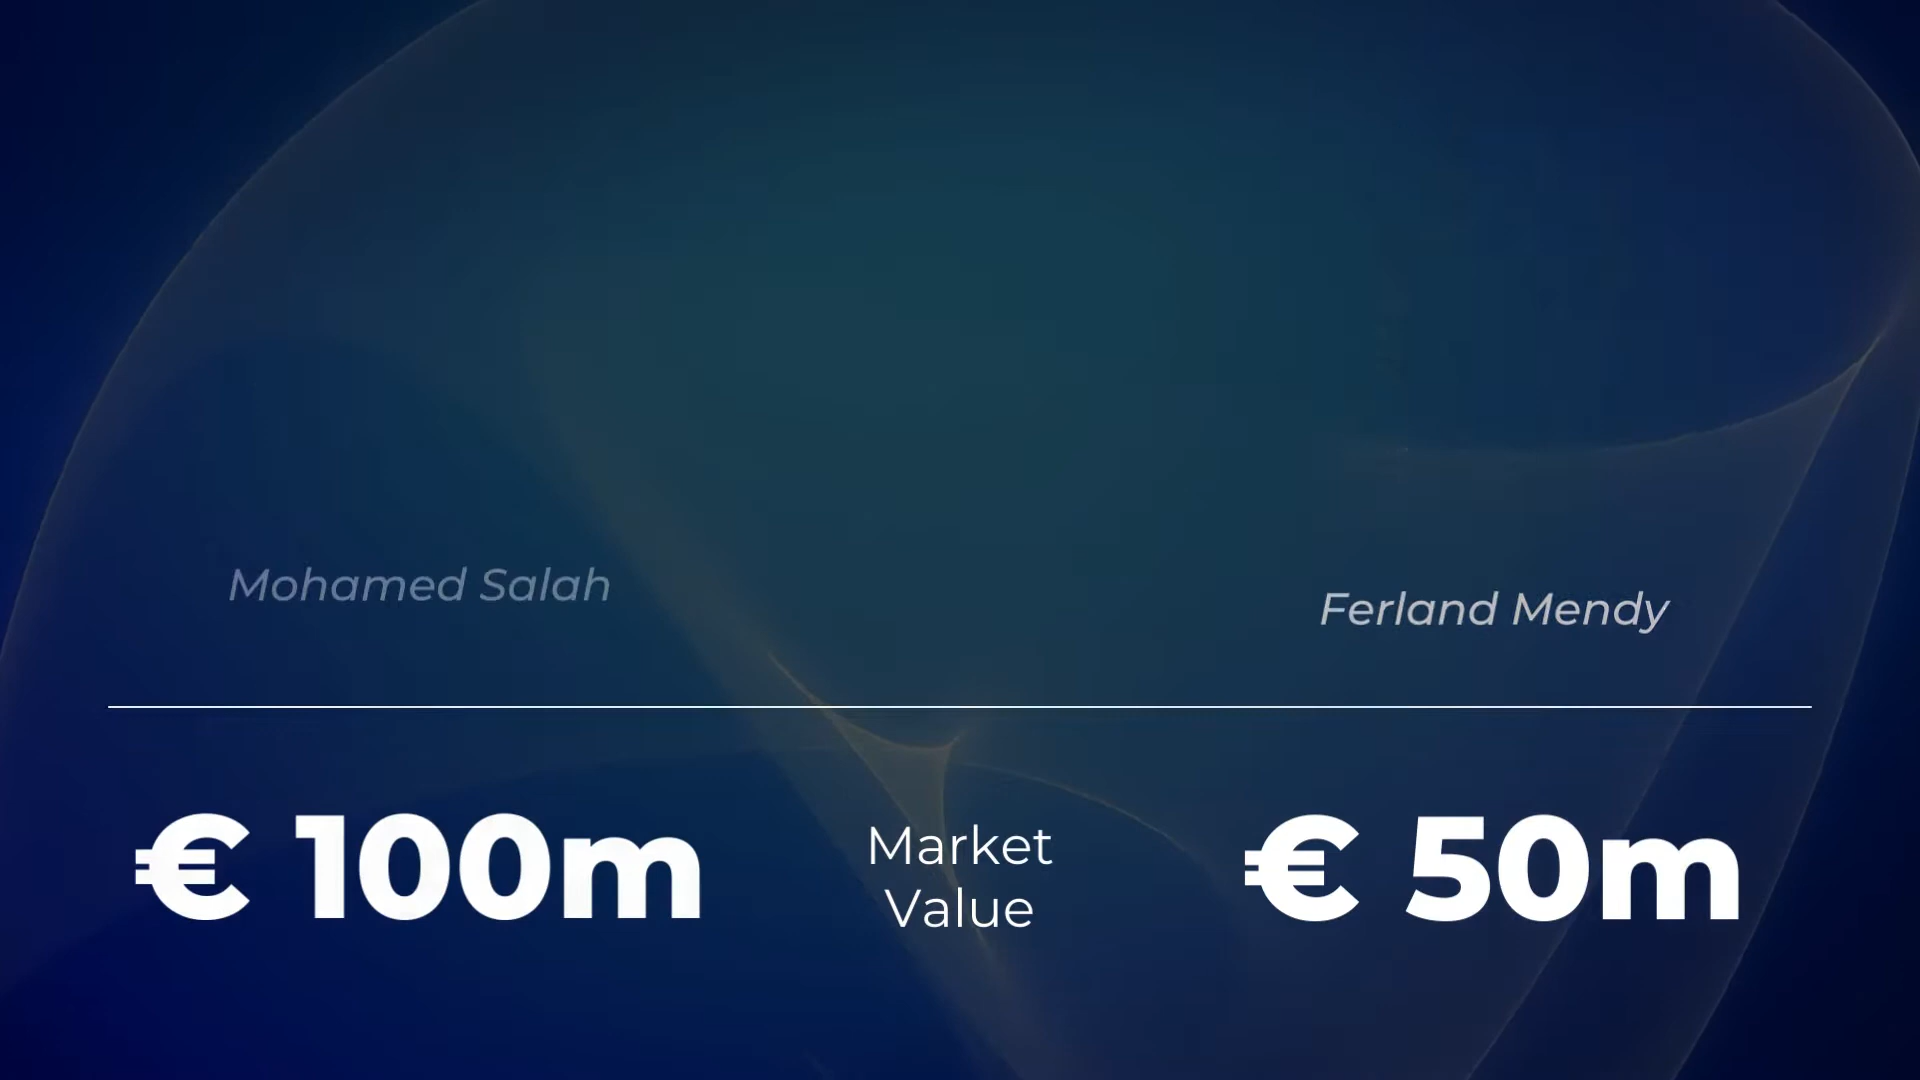 Mohamed Salah
Ferland Mendy
€ 100m
Market
Value
€ 50m